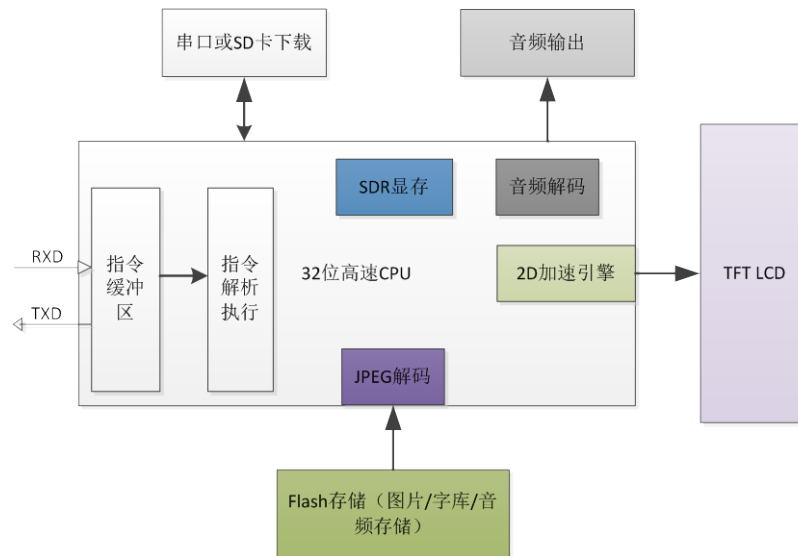 串口或SD卡下载
音频输出
SDR显存
音频解码
RXD
TXD
指令
缓冲
区
指令
解析
执行
32位高速CPU
2D加速引擎
TFT LCD
JPEG解码
Flash存储（图片/字库/音
频存储）